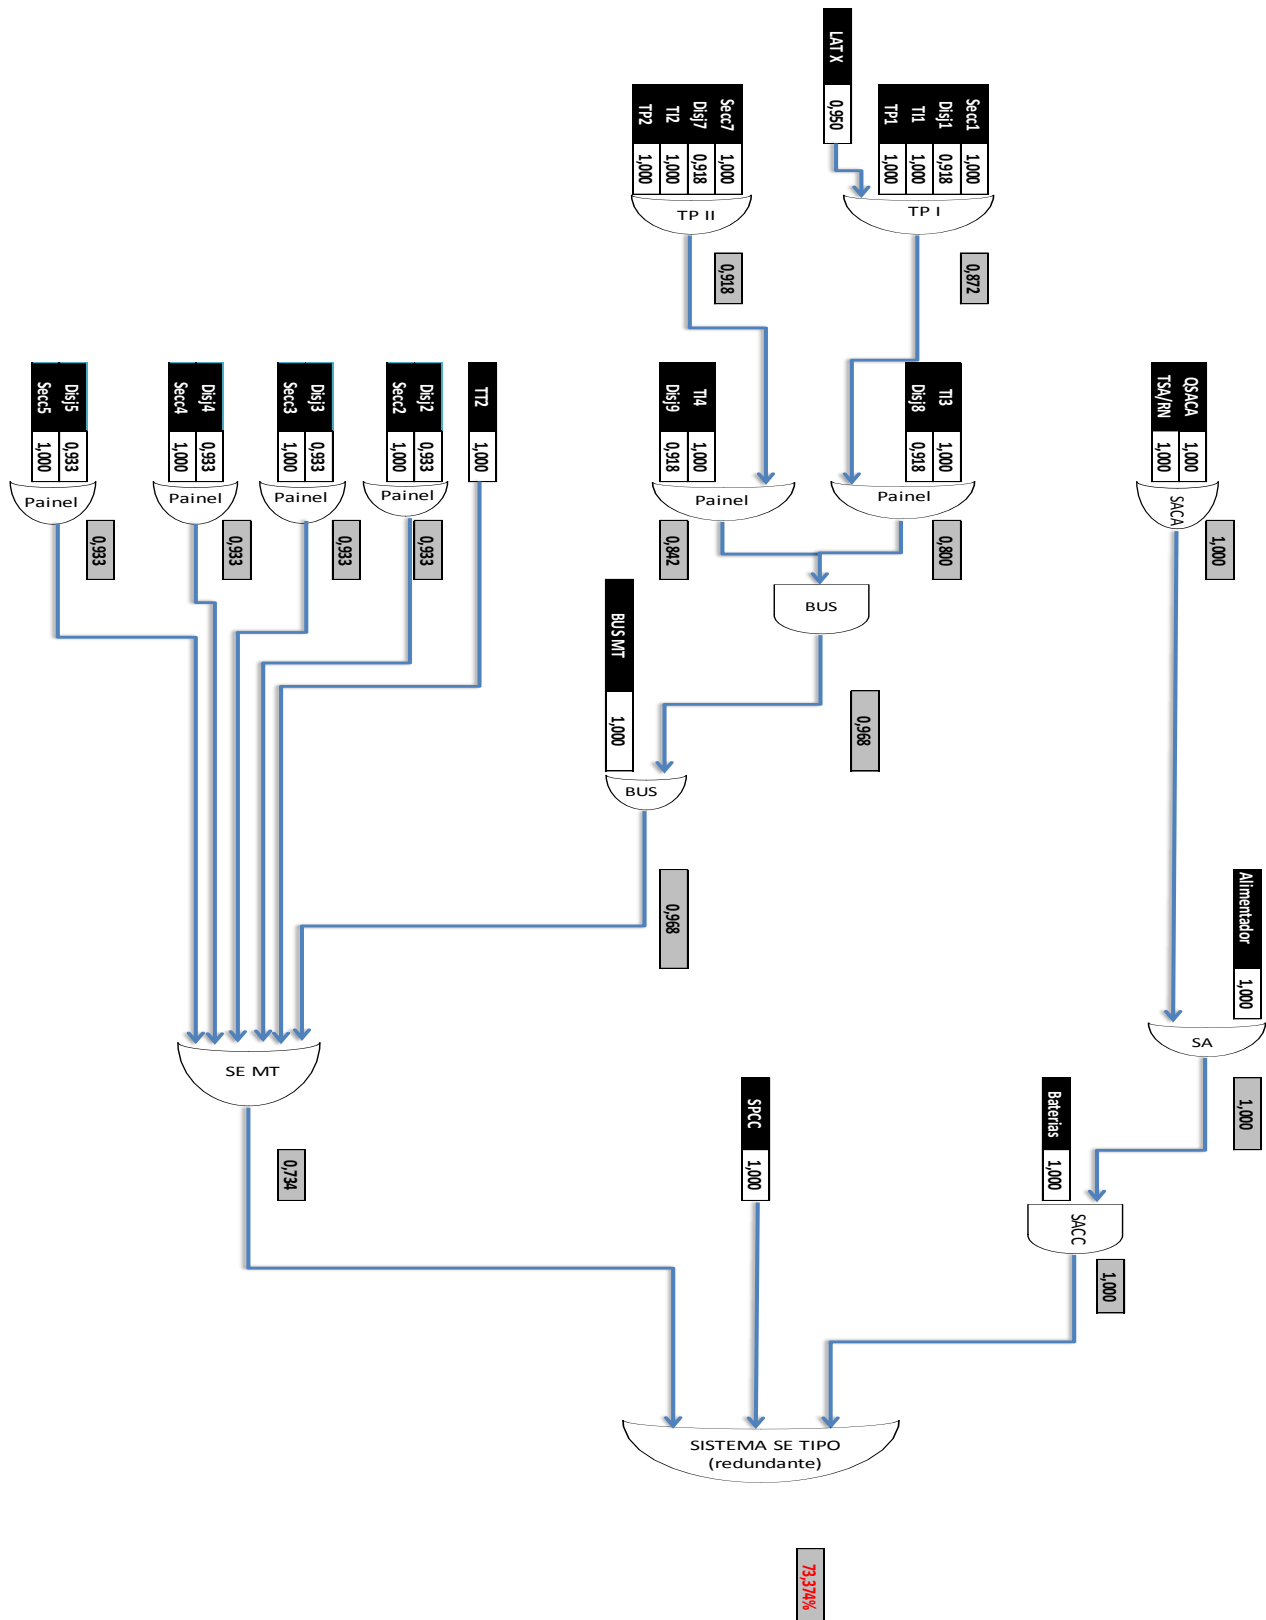 LAT X 0,950
Secc1 1,000
Disj1 0,918
TI1 1,000
TP1 1,000
TP I
0,872
Secc7 1,000
Disj7 0,918
TI2 1,000
TP2 1,000
TP II
0,918
TI3 1,000
Disj8 0,918
Painel
0,800
TI4 1,000
Disj9 0,918
Painel
0,842
BUS
0,968
BUS MT 1,000
BUS
0,968
TT2 1,000
Disj2 0,933
Secc2 1,000
Painel
0,933
Disj3 0,933
Secc3 1,000
Painel
0,933
Disj4 0,933
Secc4 1,000
Painel
0,933
Disj5 0,933
Secc5 1,000
Painel
0,933
SE MT
0,734
QSACA 1,000
TSA/RN 1,000
SACA
1,000
Alimentador 1,000
SA
1,000
Baterias 1,000
SACC
1,000
SPCC 1,000
SISTEMA SE TIPO
(redundante)
73,374%